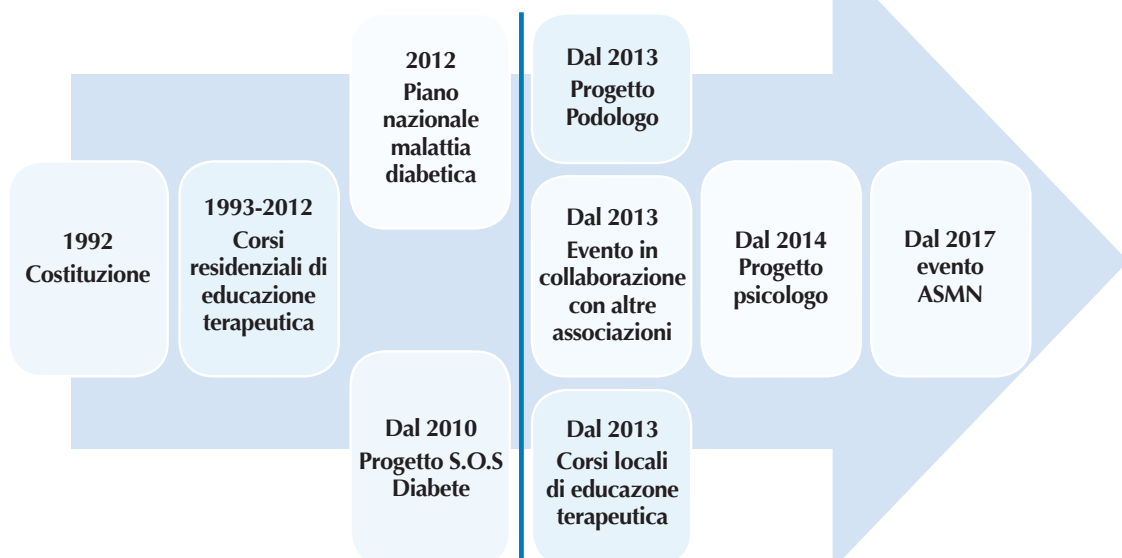 1992
Costituzione
1993-2012
Corsi
residenziali di
educazione
terapeutica
2012
Piano
nazionale
malattia
diabetica
Dal 2010
Progetto S.O.S
Diabete
Dal 2013
Progetto
Podologo
Dal 2013
Evento in
collaborazione
con altre
associazioni
Dal 2013
Corsi locali
di educazone
terapeutica
Dal 2014
Progetto
psicologo
Dal 2017
evento
ASMN